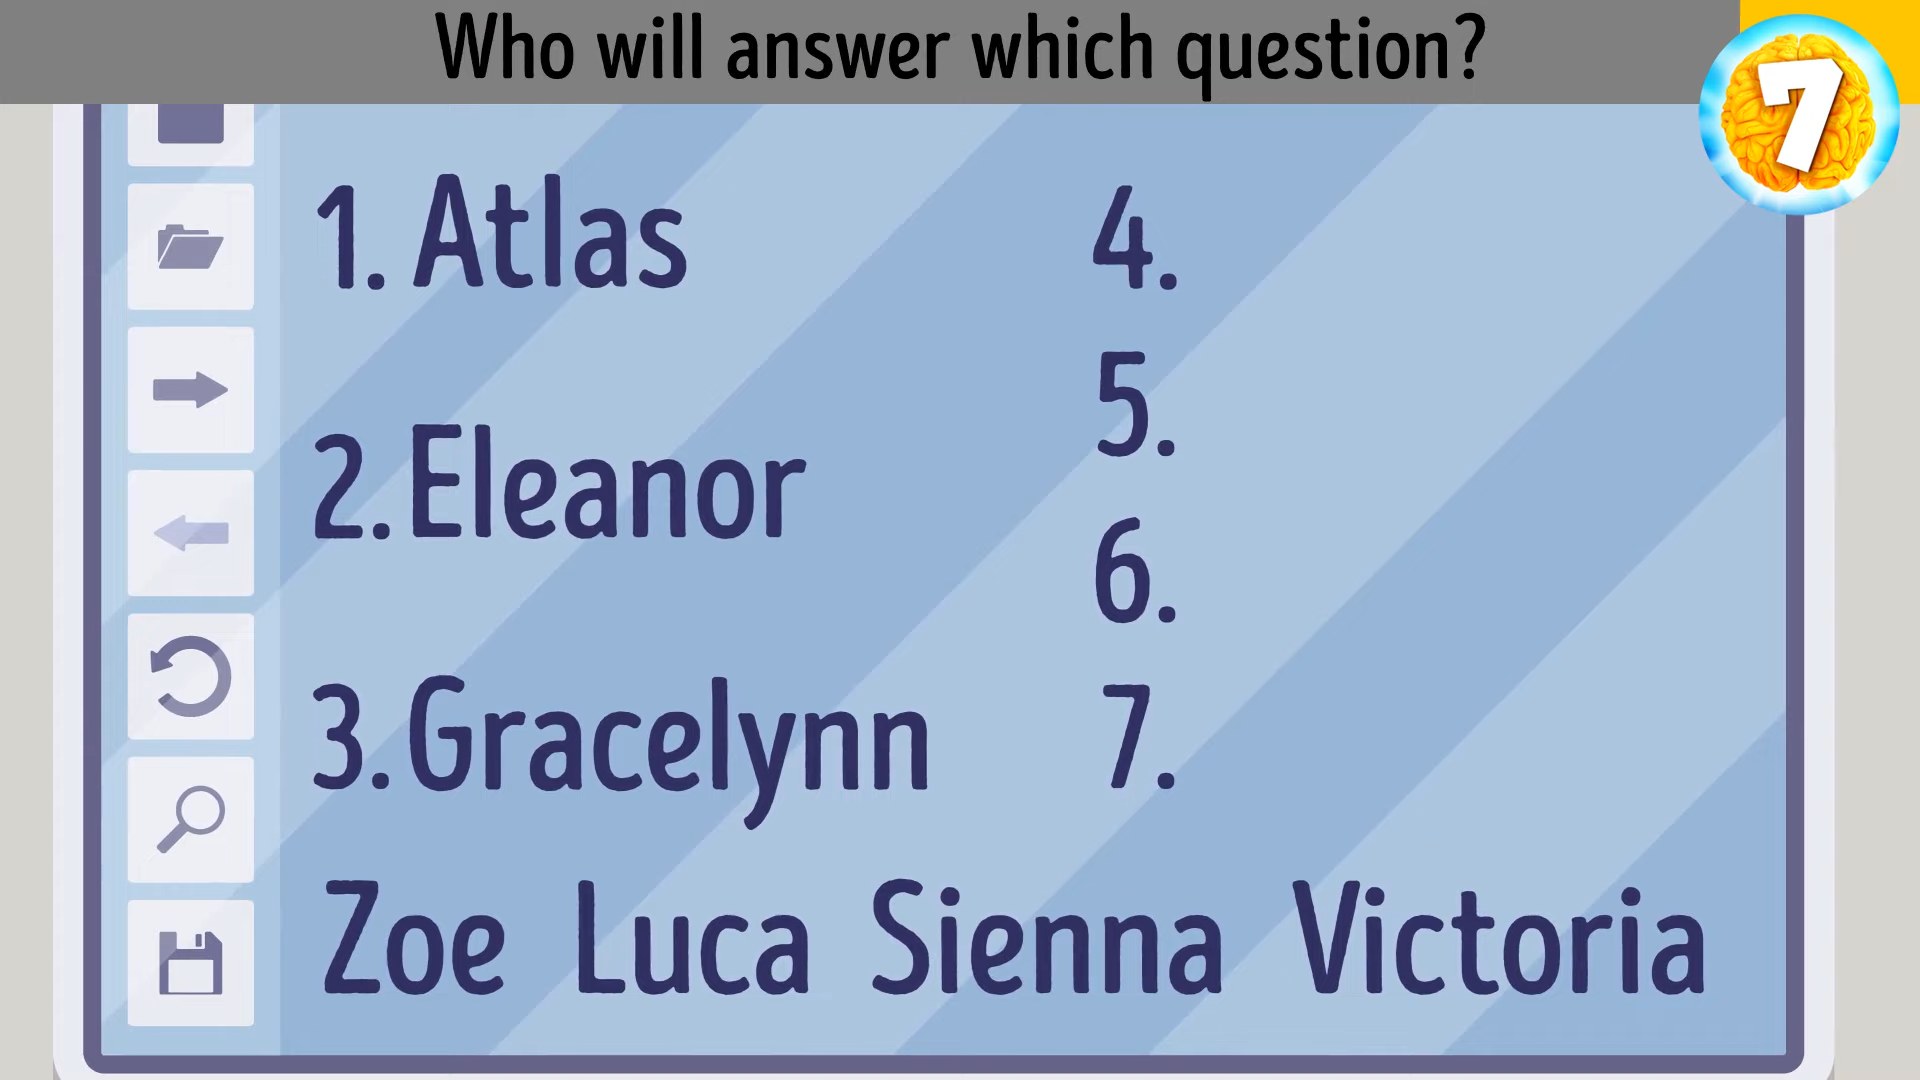 Who will answer which question?
7
1. Atlas
2. Eleanor
3. Gracelynn
4.
5.
6.
7.
Zoe Luca Sienna Victoria